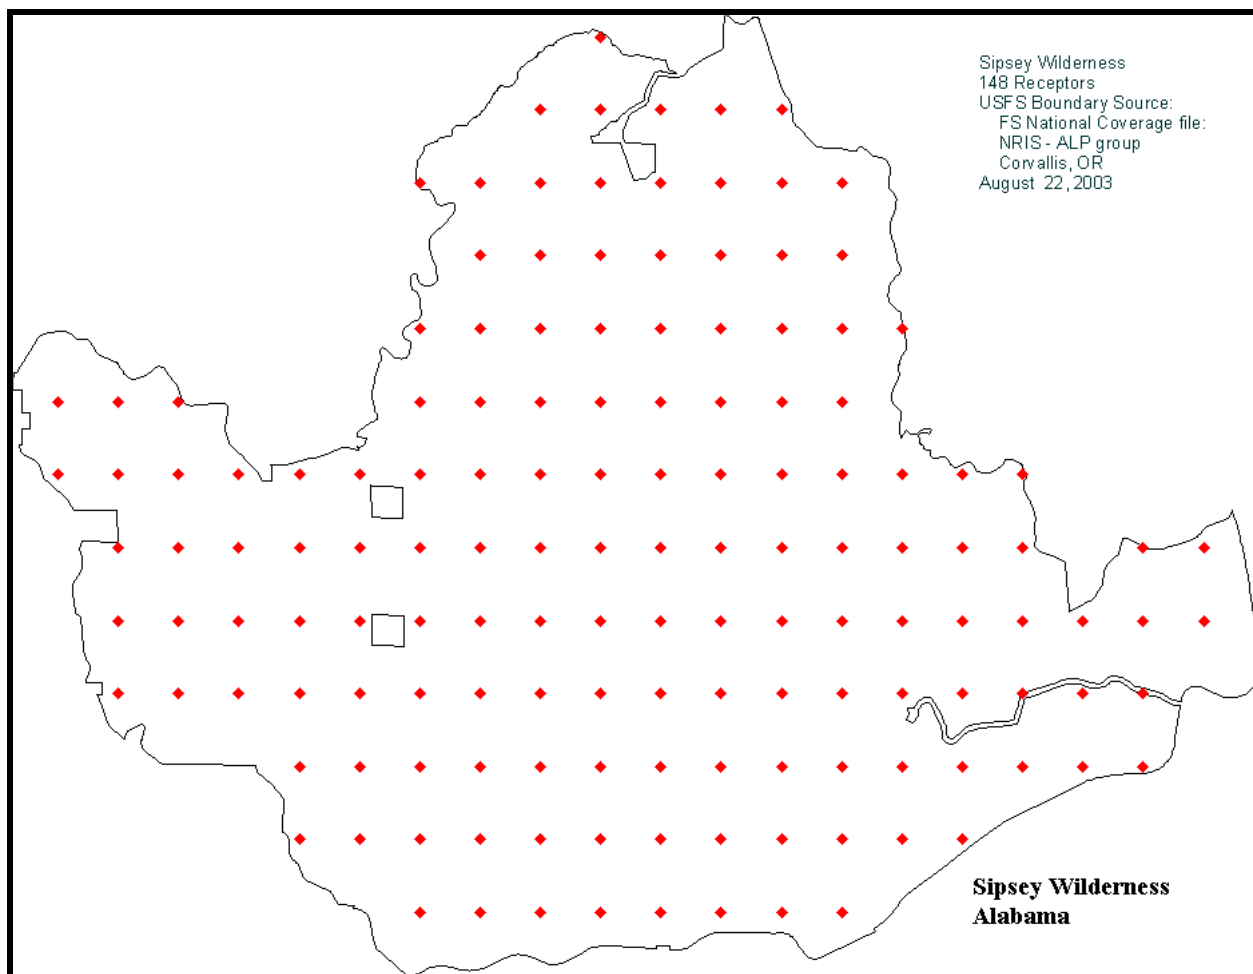 Sipsey Wilderness
148 Receptors
USFS Boundary Source:
FS National Coverage file:
NRIS - ALP group
Corvallis, OR
August 22, 2003
Sipsey Wilderness
Alabama